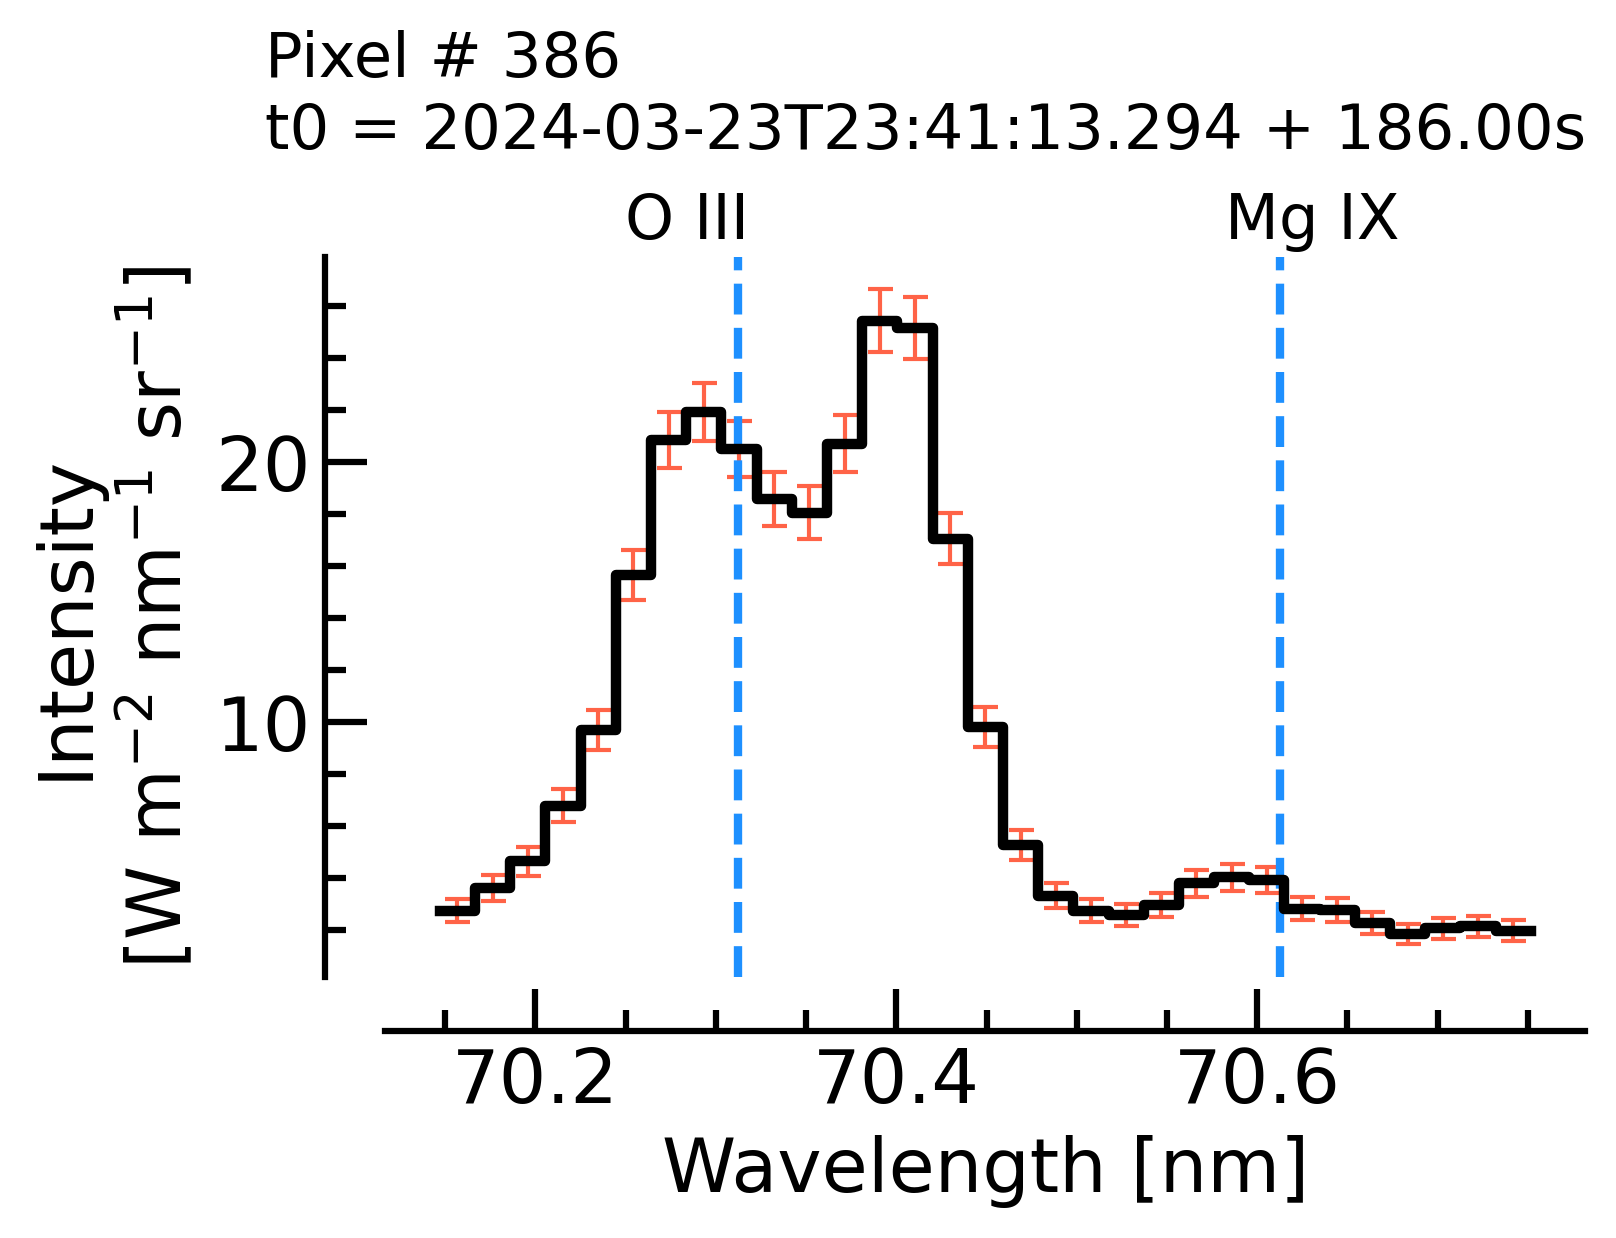 Pixel # 386
t0 = 2024-03-23T23:41:13.294 + 186.00s
O III
Mg IX
Intensity
[W m⁻² nm⁻¹ sr⁻¹]
20
10
70.2
70.4
70.6
Wavelength [nm]